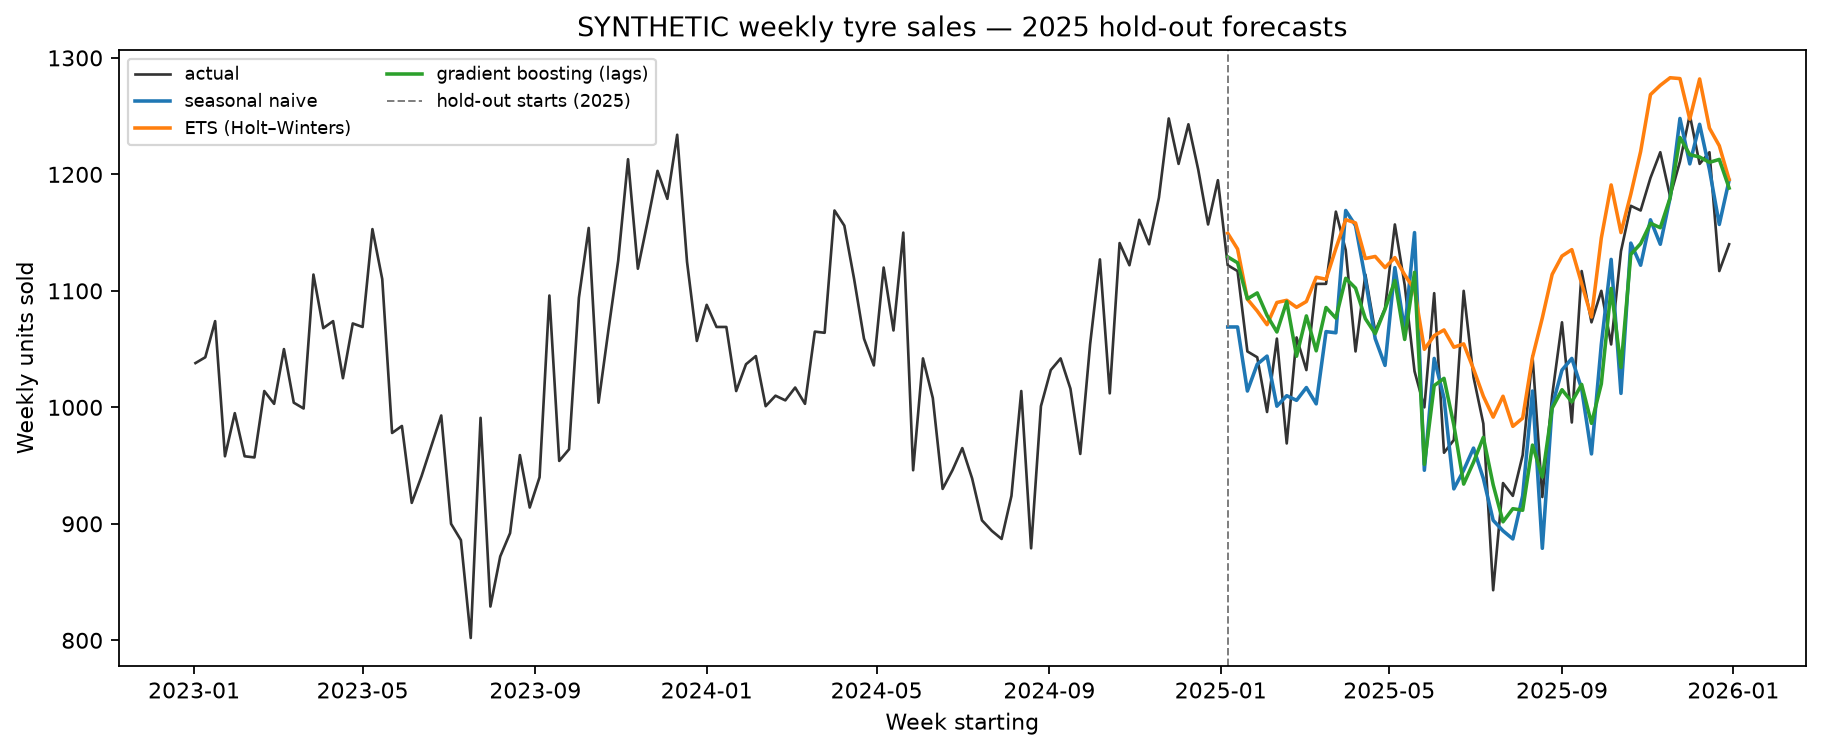 SYNTHETIC weekly tyre sales — 2025 hold-out forecasts
1300
1200
1100
1000
900
800
Weekly units sold
actual
seasonal naive
ETS (Holt–Winters)
gradient boosting (lags)
hold-out starts (2025)
2023-01
2023-05
2023-09
2024-01
2024-05
2024-09
2025-01
2025-05
2025-09
2026-01
Week starting